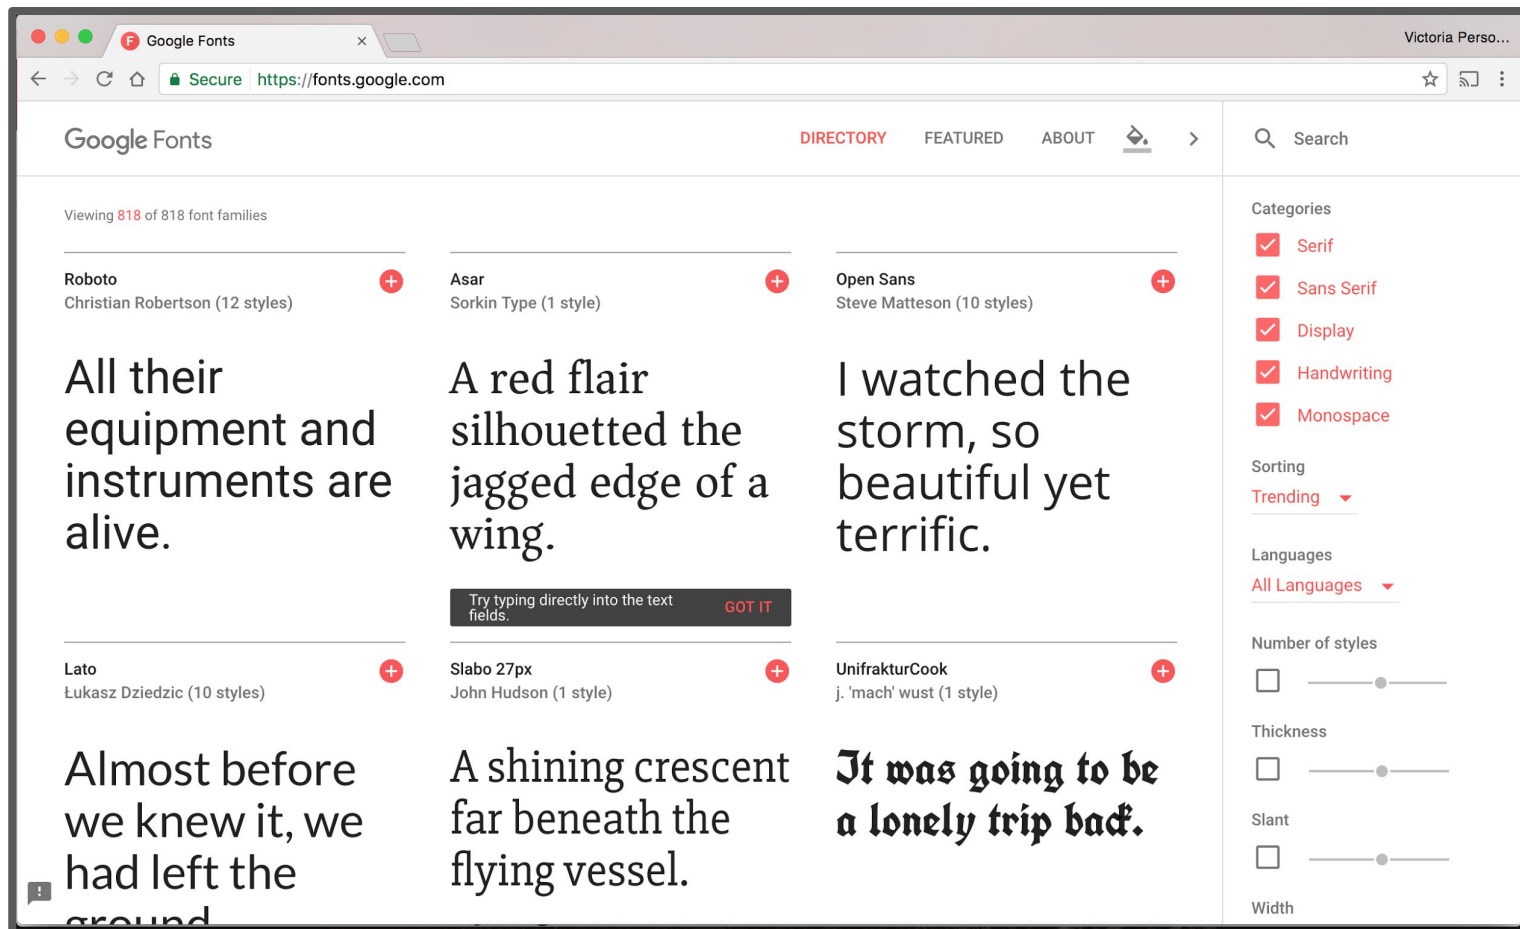 Google Fonts
Victoria Perso...
Secure https://fonts.google.com
Google Fonts
DIRECTORY
FEATURED
ABOUT
Search
Viewing 818 of 818 font families
Roboto
Christian Robertson (12 styles)
All their
equipment and
instruments are
alive.
Asar
Sorkin Type (1 style)
A red flair
silhouetted the
jagged edge of a
wing.
Try typing directly into the text
fields.
GOT IT
Open Sans
Steve Matteson (10 styles)
I watched the
storm, so
beautiful yet
terrific.
Lato
Łukasz Dziedzic (10 styles)
Almost before
we knew it, we
had left the
ground.
Slabo 27px
John Hudson (1 style)
A shining crescent
far beneath the
flying vessel.
UnifrakturCook
j. 'mach' wust (1 style)
It was going to be
a lonely trip back.
Categories
Serif
Sans Serif
Display
Handwriting
Monospace
Sorting
Trending
Languages
All Languages
Number of styles
Thickness
Slant
Width